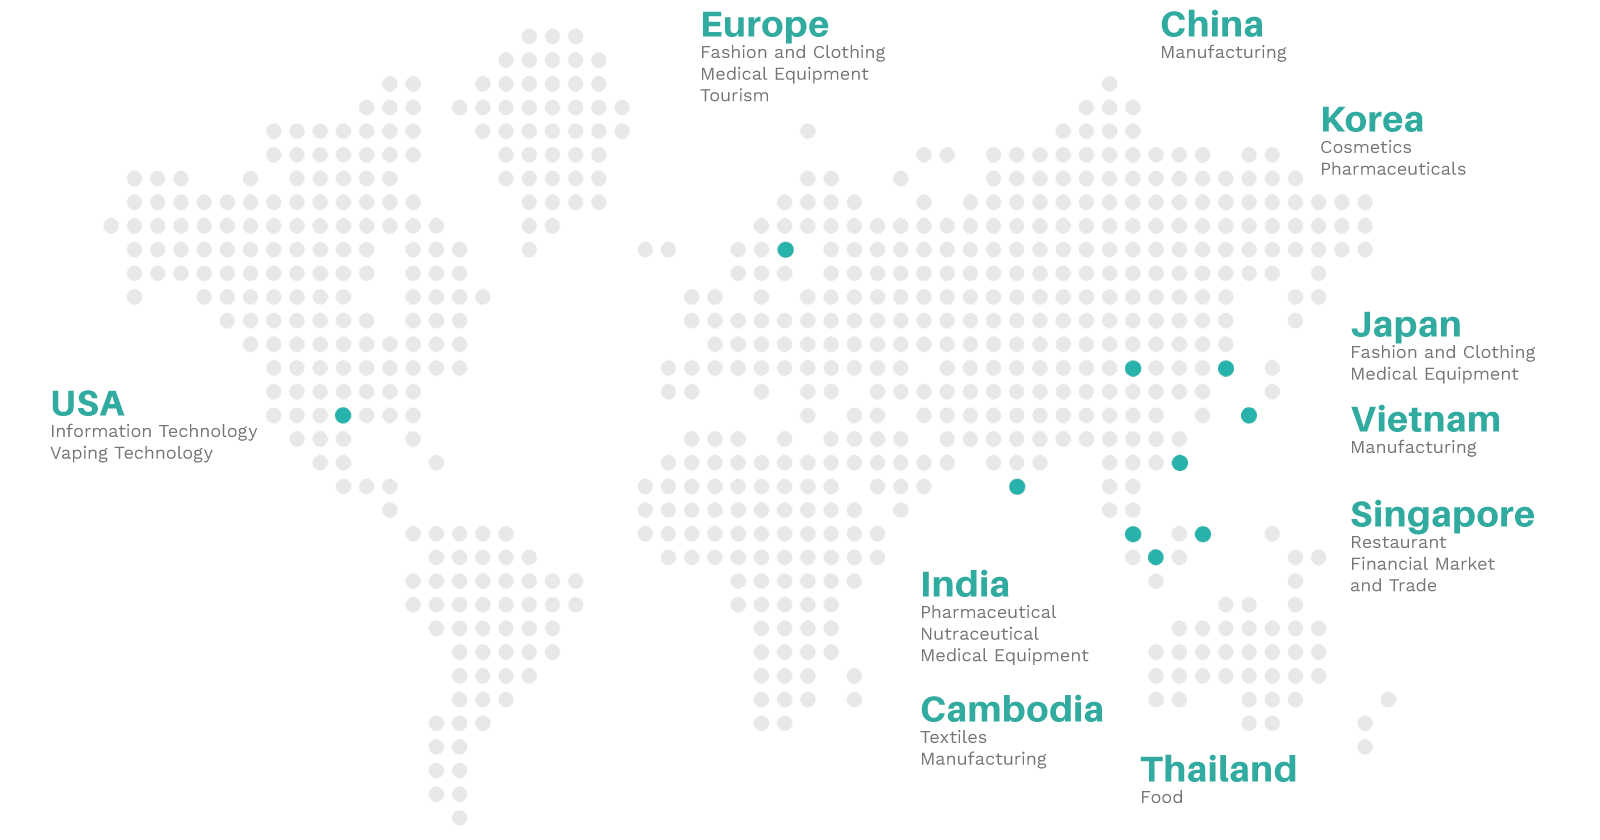 Europe
Fashion and Clothing
Medical Equipment
Tourism
China
Manufacturing
Korea
Cosmetics
Pharmaceuticals
Japan
Fashion and Clothing
Medical Equipment
USA
Information Technology
Vaping Technology
Vietnam
Manufacturing
Singapore
Restaurant
Financial Market
and Trade
India
Pharmaceutical
Nutraceutical
Medical Equipment
Cambodia
Textiles
Manufacturing
Thailand
Food